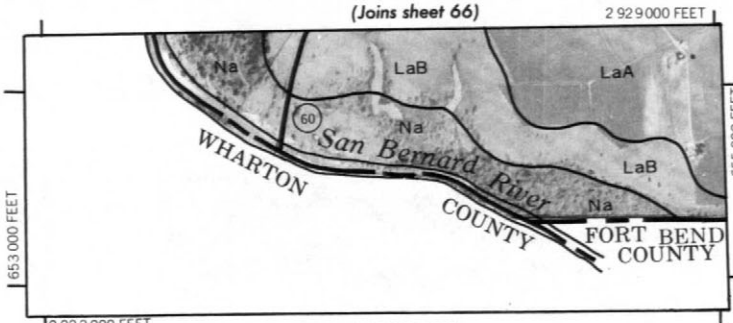 (Joins sheet 66)
2 929 000 FEET
Na
LaB
LaA
60
Na
San Bernard River
LaB
WHARTON COUNTY
Na
FORT BEND COUNTY
653 000 FEET